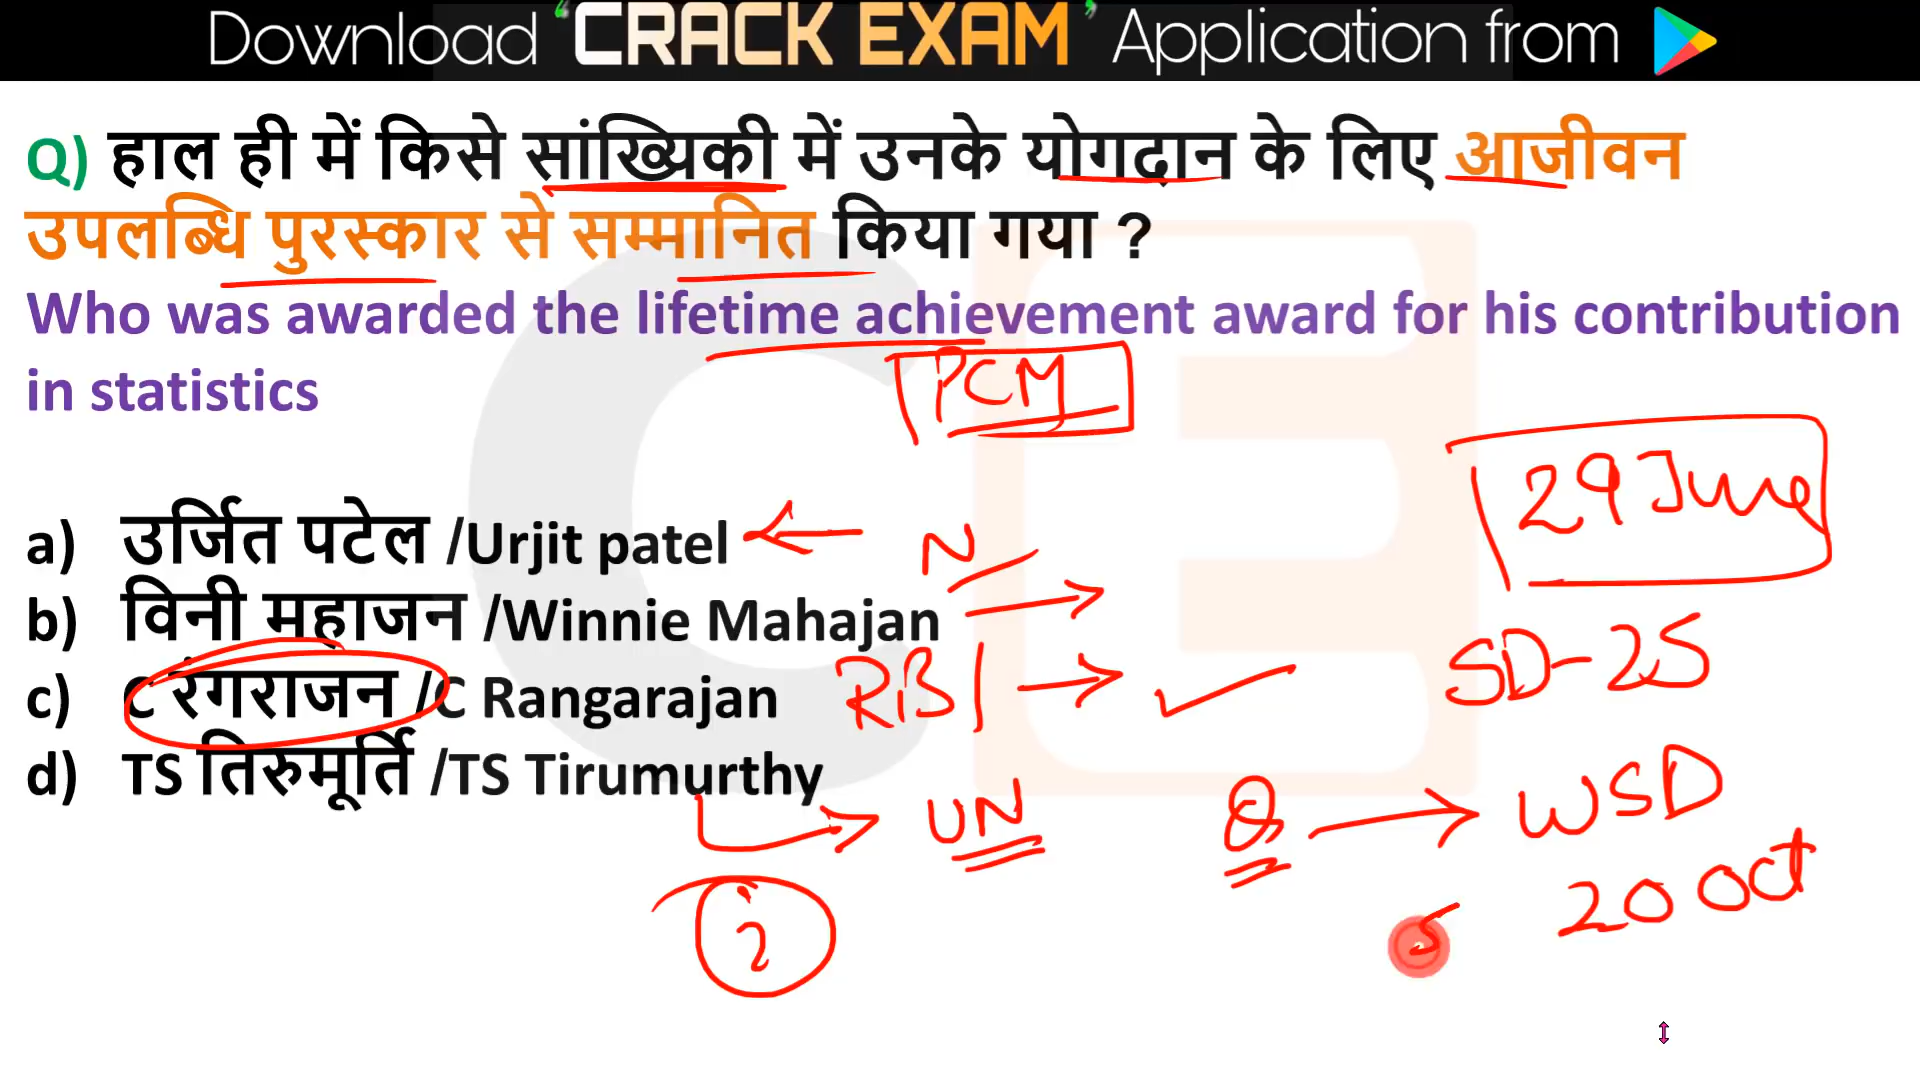 Download 'CRACK EXAM' Application from
Q) हाल ही में किसे सांख्यिकी में उनके योगदान के लिए आजीवन
उपलब्धि पुरस्कार से सम्मानित किया गया ?
Who was awarded the lifetime achievement award for his contribution
in statistics
PCM
29 June
a) उर्जित पटेल /Urjit patel
N
b) विनी महाजन /Winnie Mahajan
c) C रंगराजन /C Rangarajan
RBI
SD-25
d) TS तिरुमूर्ति /TS Tirumurthy
UN
WSD
20 Oct
2